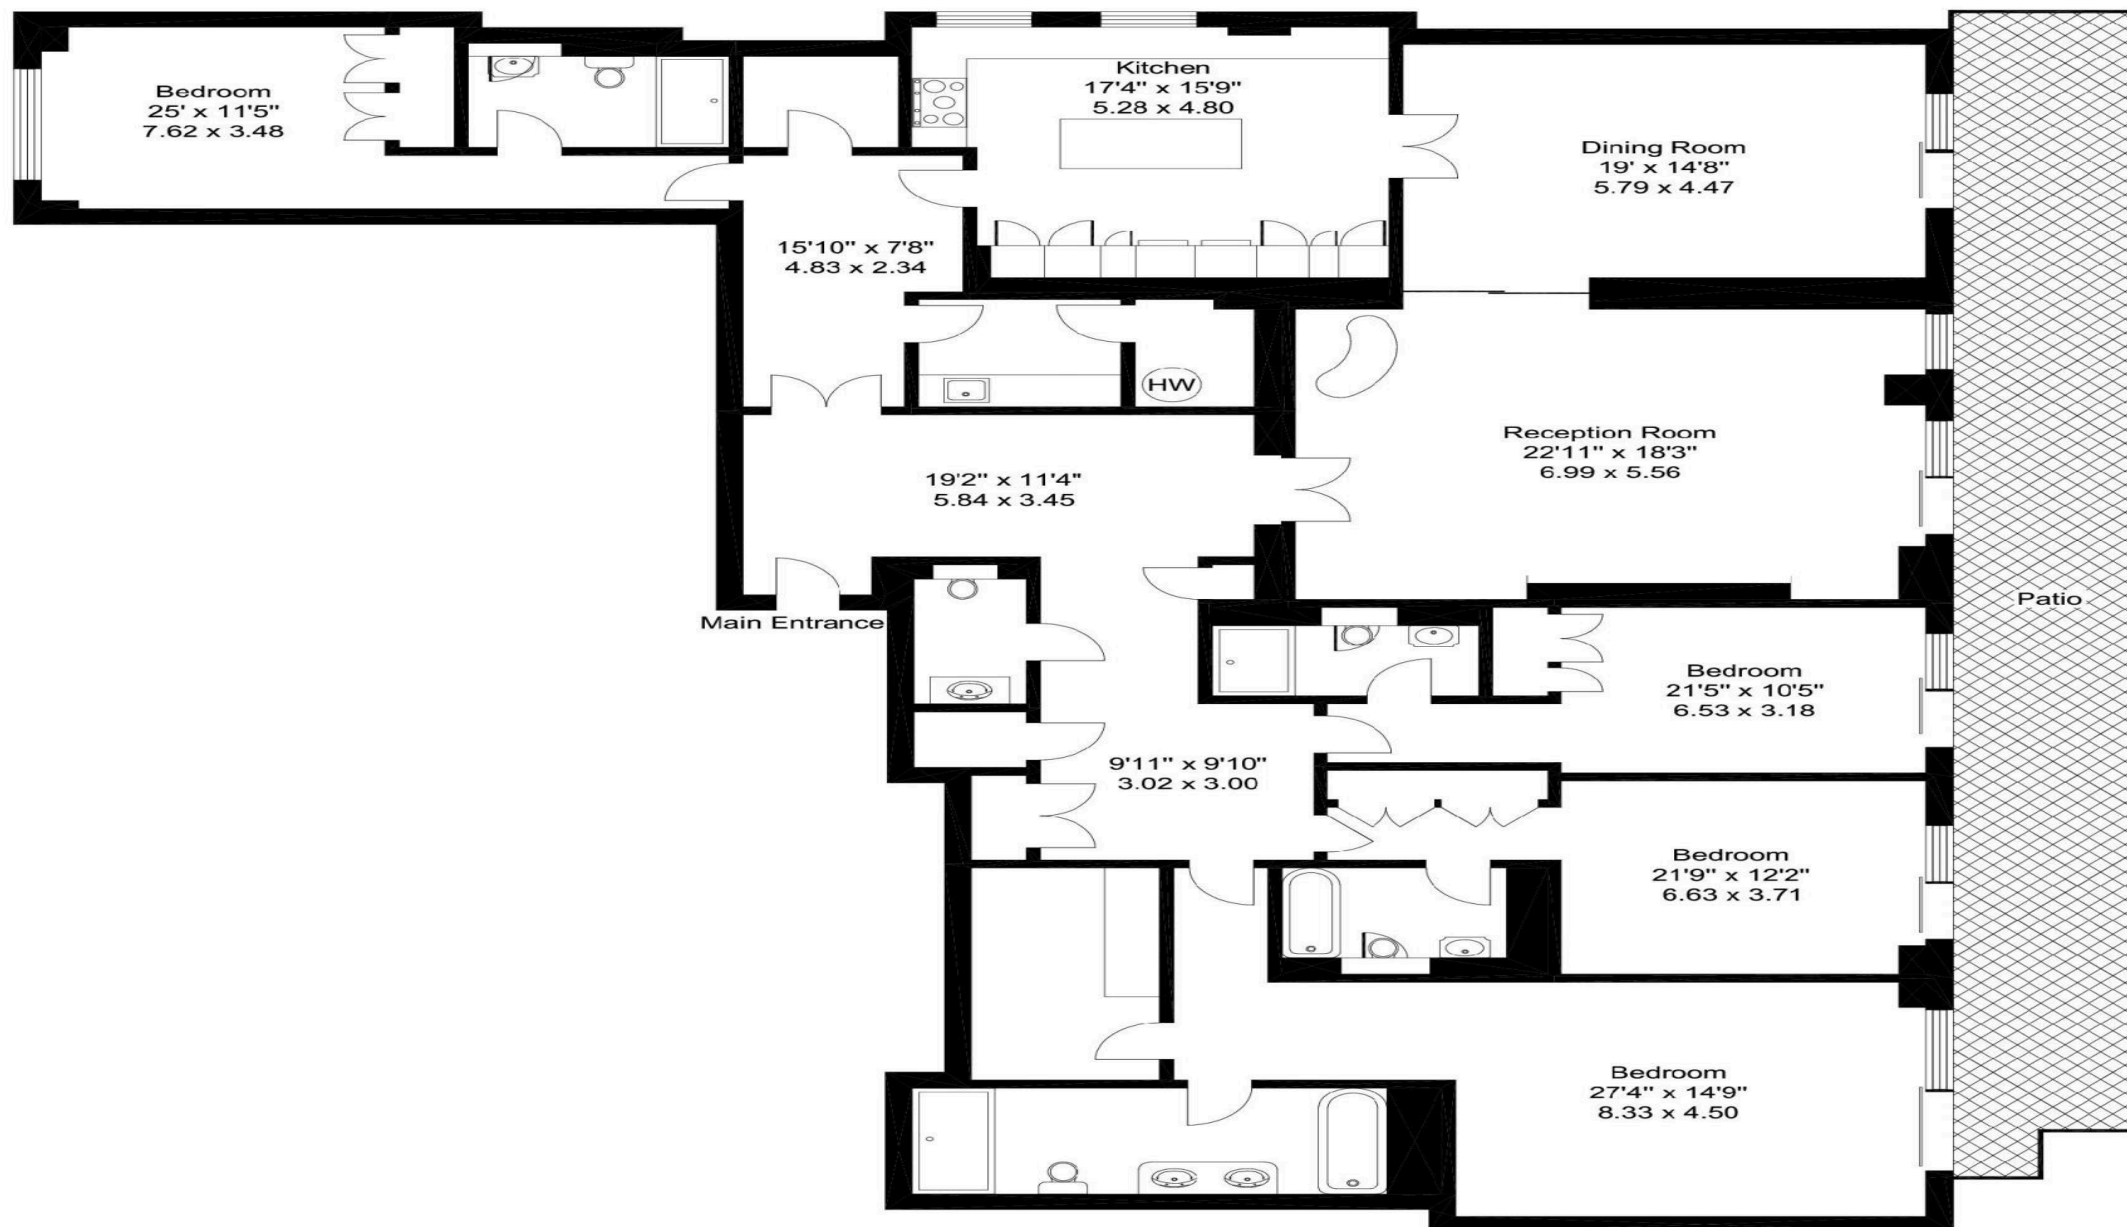 Bedroom
25' x 11'5"
7.62 x 3.48
Kitchen
17'4" x 15'9"
5.28 x 4.80
Dining Room
19' x 14'8"
5.79 x 4.47
15'10" x 7'8"
4.83 x 2.34
HW
Reception Room
22'11" x 18'3"
6.99 x 5.56
19'2" x 11'4"
5.84 x 3.45
Main Entrance
Patio
Bedroom
21'5" x 10'5"
6.53 x 3.18
9'11" x 9'10"
3.02 x 3.00
Bedroom
21'9" x 12'2"
6.63 x 3.71
Bedroom
27'4" x 14'9"
8.33 x 4.50